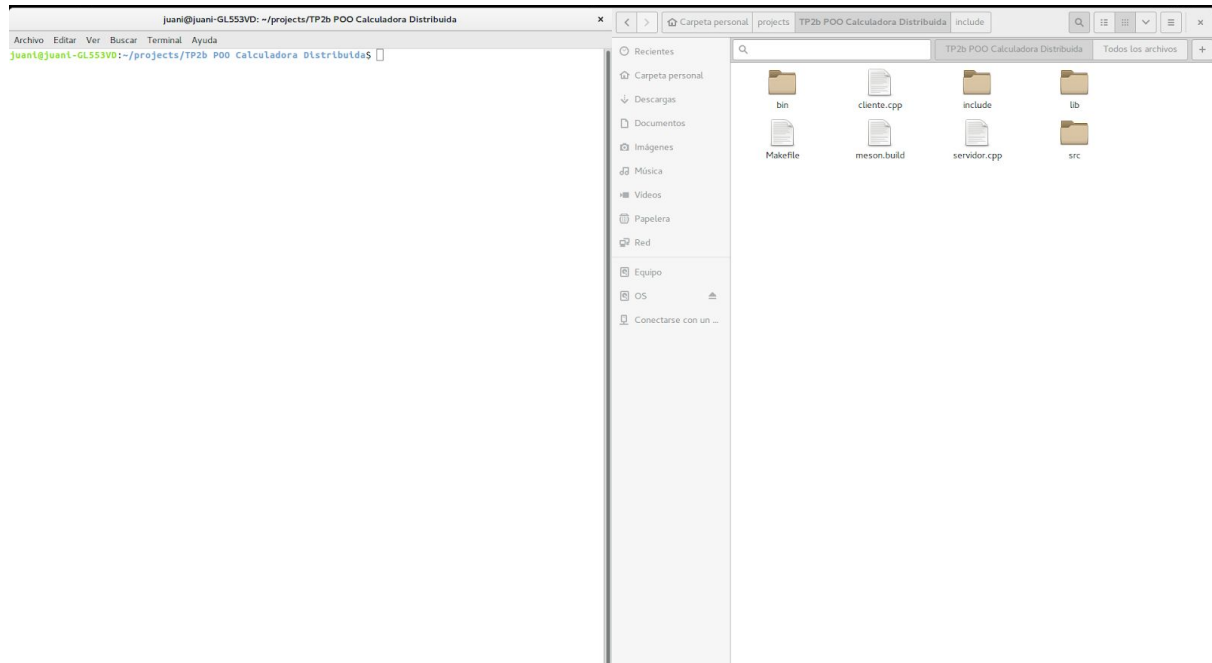 juani@juani-GL553VD: ~/projects/TP2b POO Calculadora Distribuida
Archivo Editar Ver Buscar Terminal Ayuda
juani@juani-GL553VD:~/projects/TP2b POO Calculadora Distribuida$
Carpeta personal projects TP2b POO Calculadora Distribuida include
TP2b POO Calculadora Distribuida Todos los archivos +
Recientes
Carpeta personal
Descargas
Documentos
Imágenes
Música
Vídeos
Papelera
Red
Equipo
OS
Conectarse con un ...
bin cliente.cpp include lib
Makefile meson.build servidor.cpp src